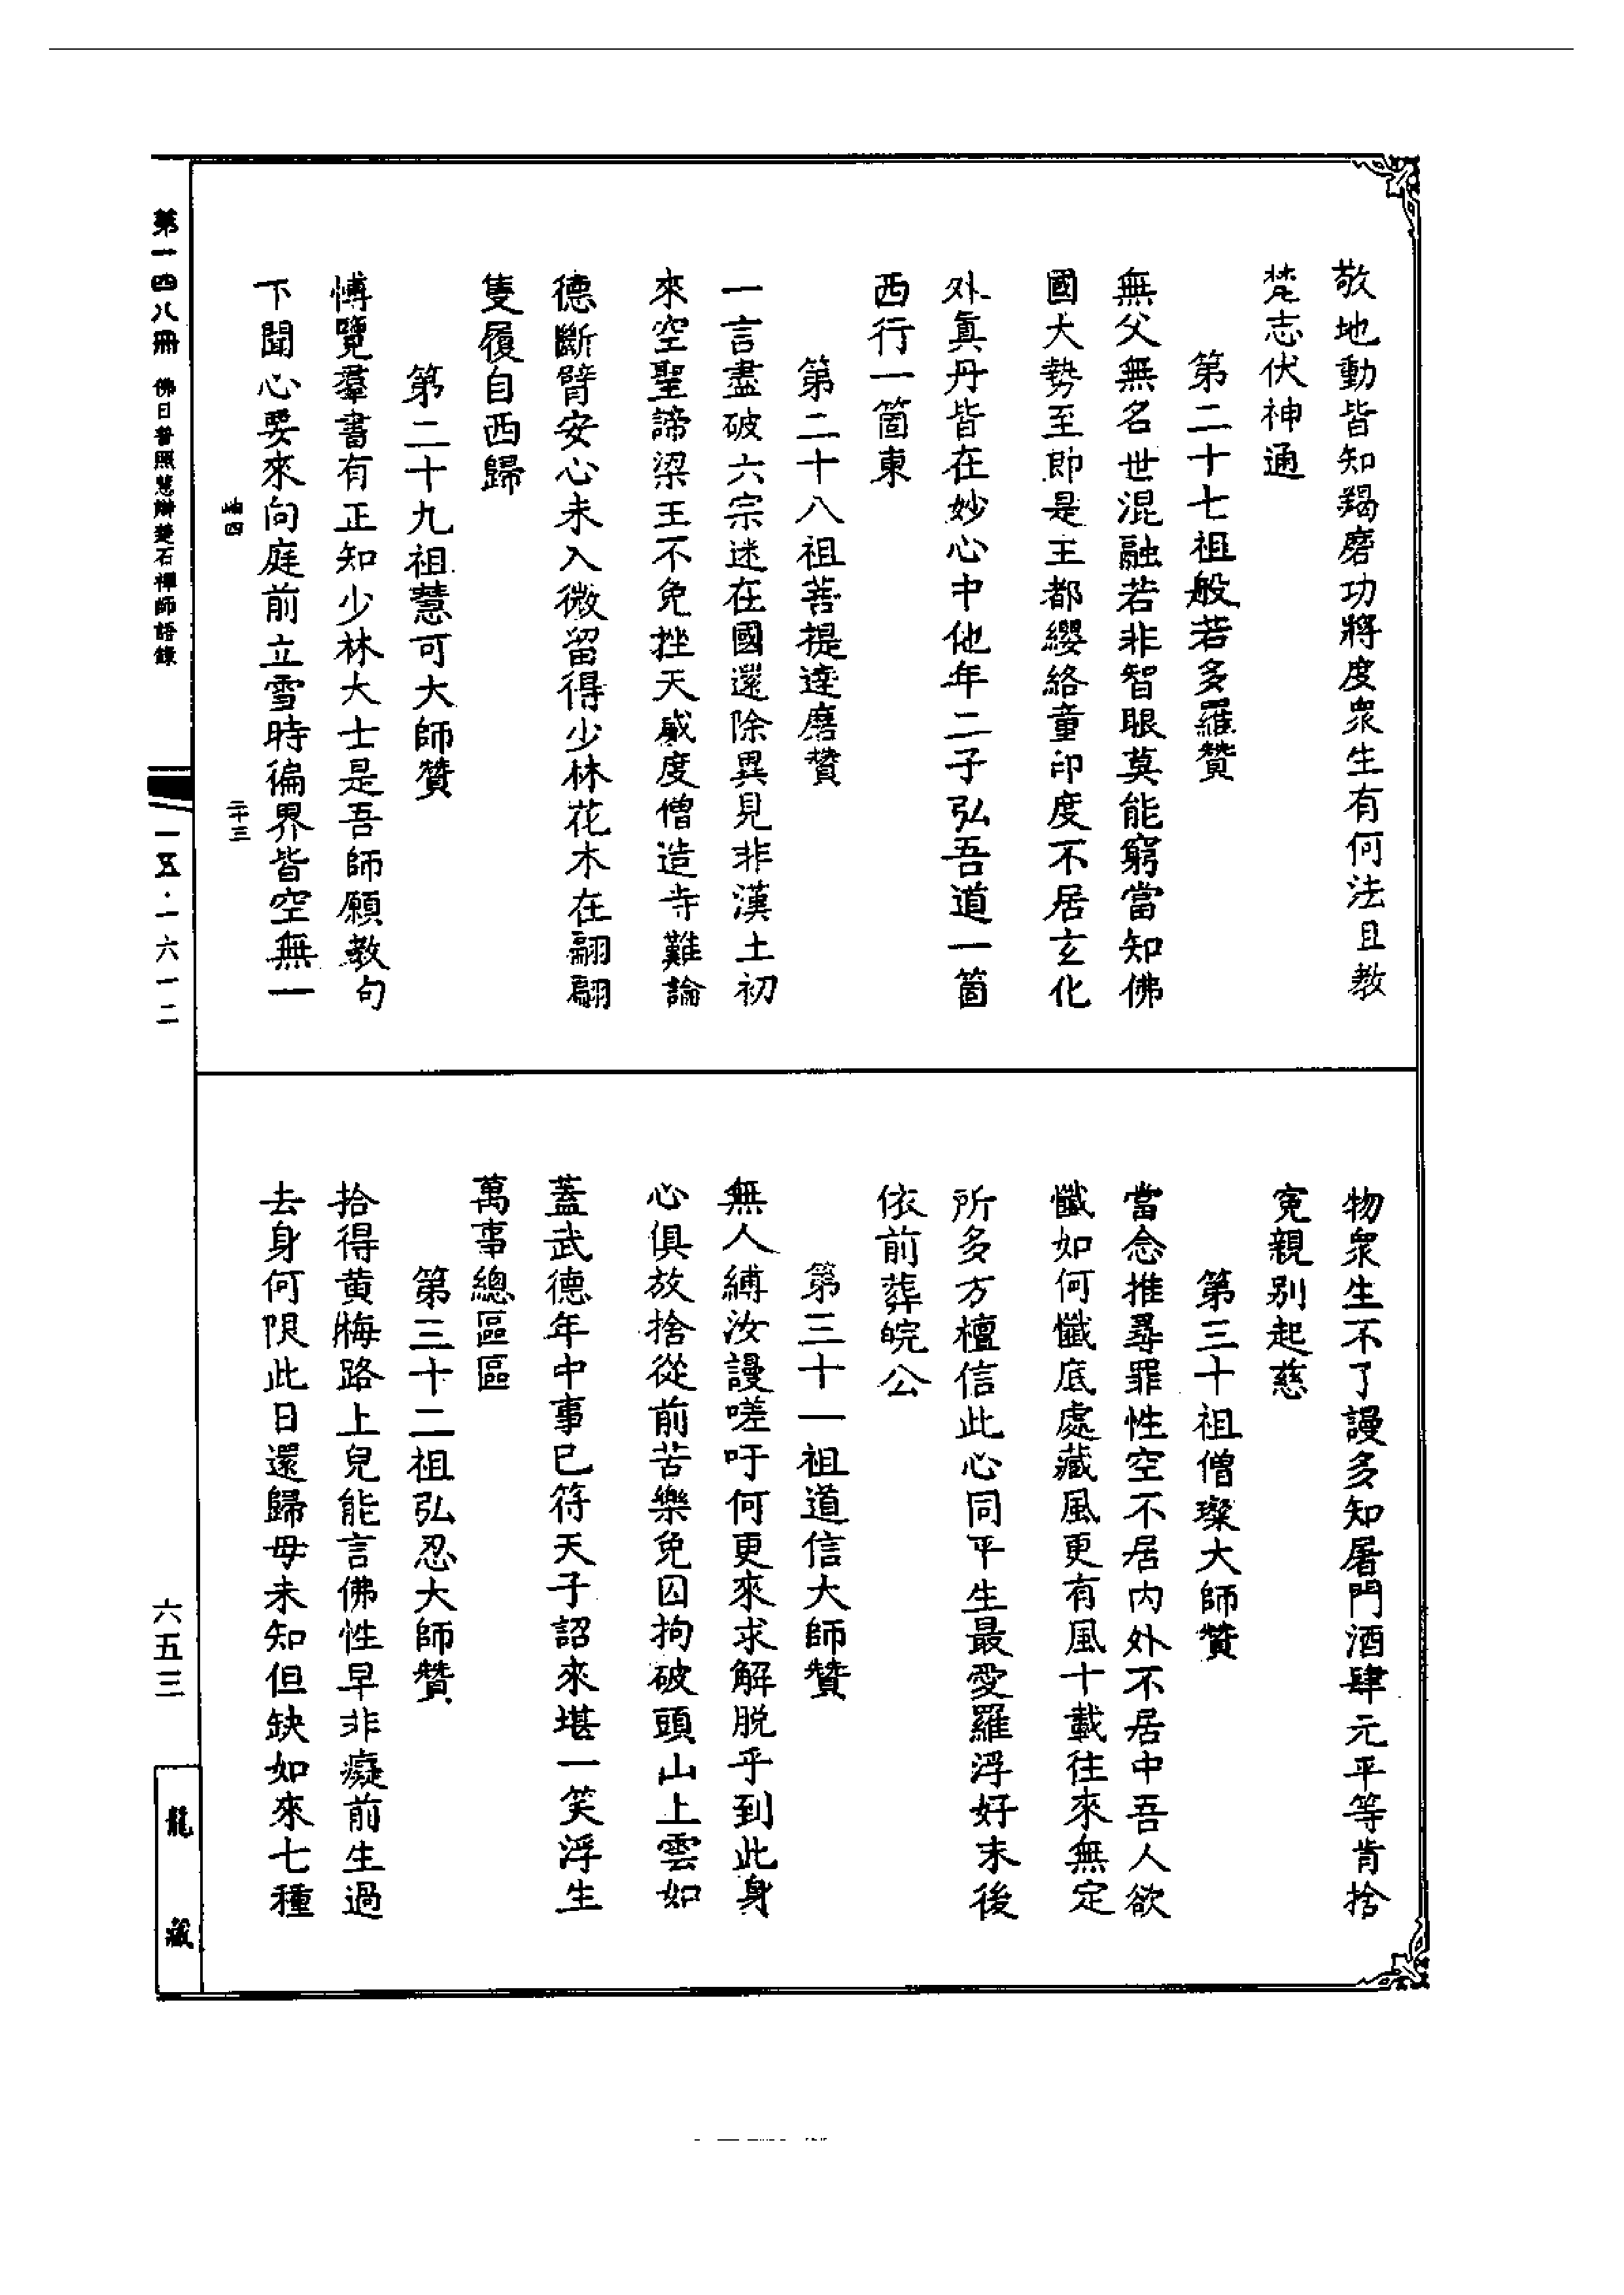 敬地動皆知羯磨功將度衆生有何法且教
梵志伏神通
第二十七祖般若多羅贊
無父無名世混融若非智眼莫能窮當知佛
國大勢至即是王都纓絡童印度不居玄化
外眞丹皆在妙心中他年二子弘吾道一箇
西行一箇東
第二十八祖菩提達磨贊
一言盡破六宗迷在國還除異見非漢土初
來空聖諦梁王不免挫天威度僧造寺難論
德斷臂安心未入微留得少林花木在翩翩
隻履自西歸
第二十九祖慧可大師贊
博覽羣書有正知少林大士是吾師願教句
下聞心要來向庭前立雪時徧界皆空無一
四
二十三
物衆生不了謾多知屠門酒肆元平等肯捨
寃親別起慈
第三十祖僧璨大師贊
當念推尋罪性空不居內外不居中吾人欲
懺如何懺底處藏風更有風十載往來無定
所多方檀信此心同平生最愛羅浮好末後
依前葬皖公
第三十一祖道信大師贊
無人縛汝謾嗟吁何更來求解脫乎到此身
心俱放捨從前苦樂免囚拘破頭山上雲如
蓋武德年中事已符天子詔來堪一笑浮生
萬事總區區
第三十二祖弘忍大師贊
拾得黃梅路上兒能言佛性早非癡前生過
去身何限此日還歸母未知但缺如來七種
第一四八冊 佛日普照慧辯楚石禪師語錄
一五·一六一二
六五三
龍藏